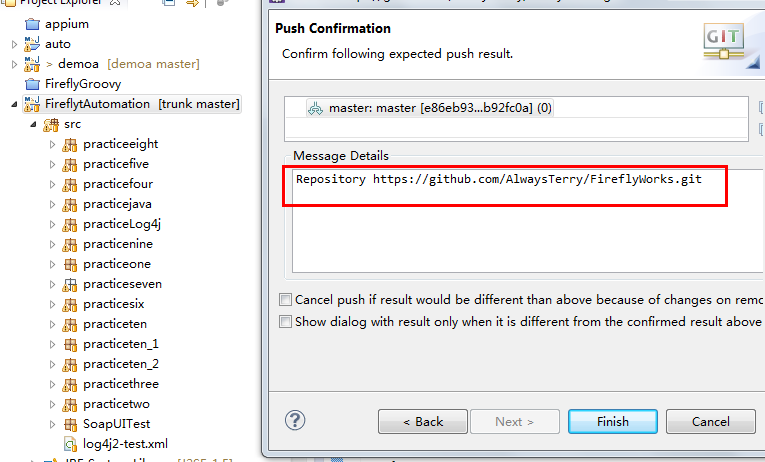 Project Explorer
appium
auto
> demoa [demoa master]
FireflyGroovy
FireflytAutomation [trunk master]
src
practiceeight
practicefive
practicefour
practicejava
practiceLog4j
practicenine
practiceone
practiceseven
practicesix
practiceten
practiceten_1
practiceten_2
practicethree
practicetwo
SoapUITest
log4j2-test.xml
Push Confirmation
Confirm following expected push result.
GIT
master: master [e86eb93...b92fc0a] (0)
Message Details
Repository https://github.com/AlwaysTerry/FireflyWorks.git
Cancel push if result would be different than above because of changes on remo
Show dialog with result only when it is different from the confirmed result above
?
< Back
Next >
Finish
Cancel